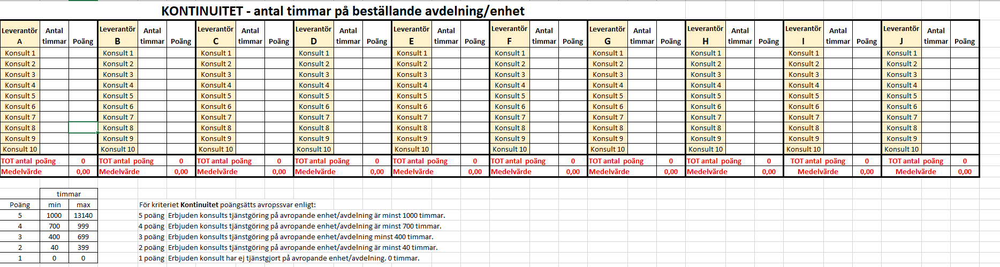 KONTINUITET - antal timmar på beställande avdelning/enhet
Leverantör A Antal timmar Poäng Leverantör B Antal timmar Poäng Leverantör C Antal timmar Poäng Leverantör D Antal timmar Poäng Leverantör E Antal timmar Poäng Leverantör F Antal timmar Poäng Leverantör G Antal timmar Poäng Leverantör H Antal timmar Poäng Leverantör I Antal timmar Poäng Leverantör J Antal timmar Poäng
Konsult 1 Konsult 1 Konsult 1 Konsult 1 Konsult 1 Konsult 1 Konsult 1 Konsult 1 Konsult 1 Konsult 1
Konsult 2 Konsult 2 Konsult 2 Konsult 2 Konsult 2 Konsult 2 Konsult 2 Konsult 2 Konsult 2 Konsult 2
Konsult 3 Konsult 3 Konsult 3 Konsult 3 Konsult 3 Konsult 3 Konsult 3 Konsult 3 Konsult 3 Konsult 3
Konsult 4 Konsult 4 Konsult 4 Konsult 4 Konsult 4 Konsult 4 Konsult 4 Konsult 4 Konsult 4 Konsult 4
Konsult 5 Konsult 5 Konsult 5 Konsult 5 Konsult 5 Konsult 5 Konsult 5 Konsult 5 Konsult 5 Konsult 5
Konsult 6 Konsult 6 Konsult 6 Konsult 6 Konsult 6 Konsult 6 Konsult 6 Konsult 6 Konsult 6 Konsult 6
Konsult 7 Konsult 7 Konsult 7 Konsult 7 Konsult 7 Konsult 7 Konsult 7 Konsult 7 Konsult 7 Konsult 7
Konsult 8 Konsult 8 Konsult 8 Konsult 8 Konsult 8 Konsult 8 Konsult 8 Konsult 8 Konsult 8 Konsult 8
Konsult 9 Konsult 9 Konsult 9 Konsult 9 Konsult 9 Konsult 9 Konsult 9 Konsult 9 Konsult 9 Konsult 9
Konsult 10 Konsult 10 Konsult 10 Konsult 10 Konsult 10 Konsult 10 Konsult 10 Konsult 10 Konsult 10 Konsult 10
TOT antal poäng 0 TOT antal poäng 0 TOT antal poäng 0 TOT antal poäng 0 TOT antal poäng 0 TOT antal poäng 0 TOT antal poäng 0 TOT antal poäng 0 TOT antal poäng 0 TOT antal poäng 0
Medelvärde 0,00 Medelvärde 0,00 Medelvärde 0,00 Medelvärde 0,00 Medelvärde 0,00 Medelvärde 0,00 Medelvärde 0,00 Medelvärde 0,00 Medelvärde 0,00 Medelvärde 0,00
timmar
Poäng min max För kriteriet Kontinuitet poängsätts avropssvar enligt:
5 1000 13140 5 poäng Erbjuden konsults tjänstgöring på avropande enhet/avdelning är minst 1000 timmar.
4 700 999 4 poäng Erbjuden konsults tjänstgöring på avropande enhet/avdelning är minst 700 timmar.
3 400 699 3 poäng Erbjuden konsults tjänstgöring på avropande enhet/avdelning minst 400 timmar.
2 40 399 2 poäng Erbjuden konsults tjänstgöring på avropande enhet/avdelning är minst 40 timmar.
1 0 0 1 poäng Erbjuden konsult har ej tjänstgjort på avropande enhet/avdelning. 0 timmar.